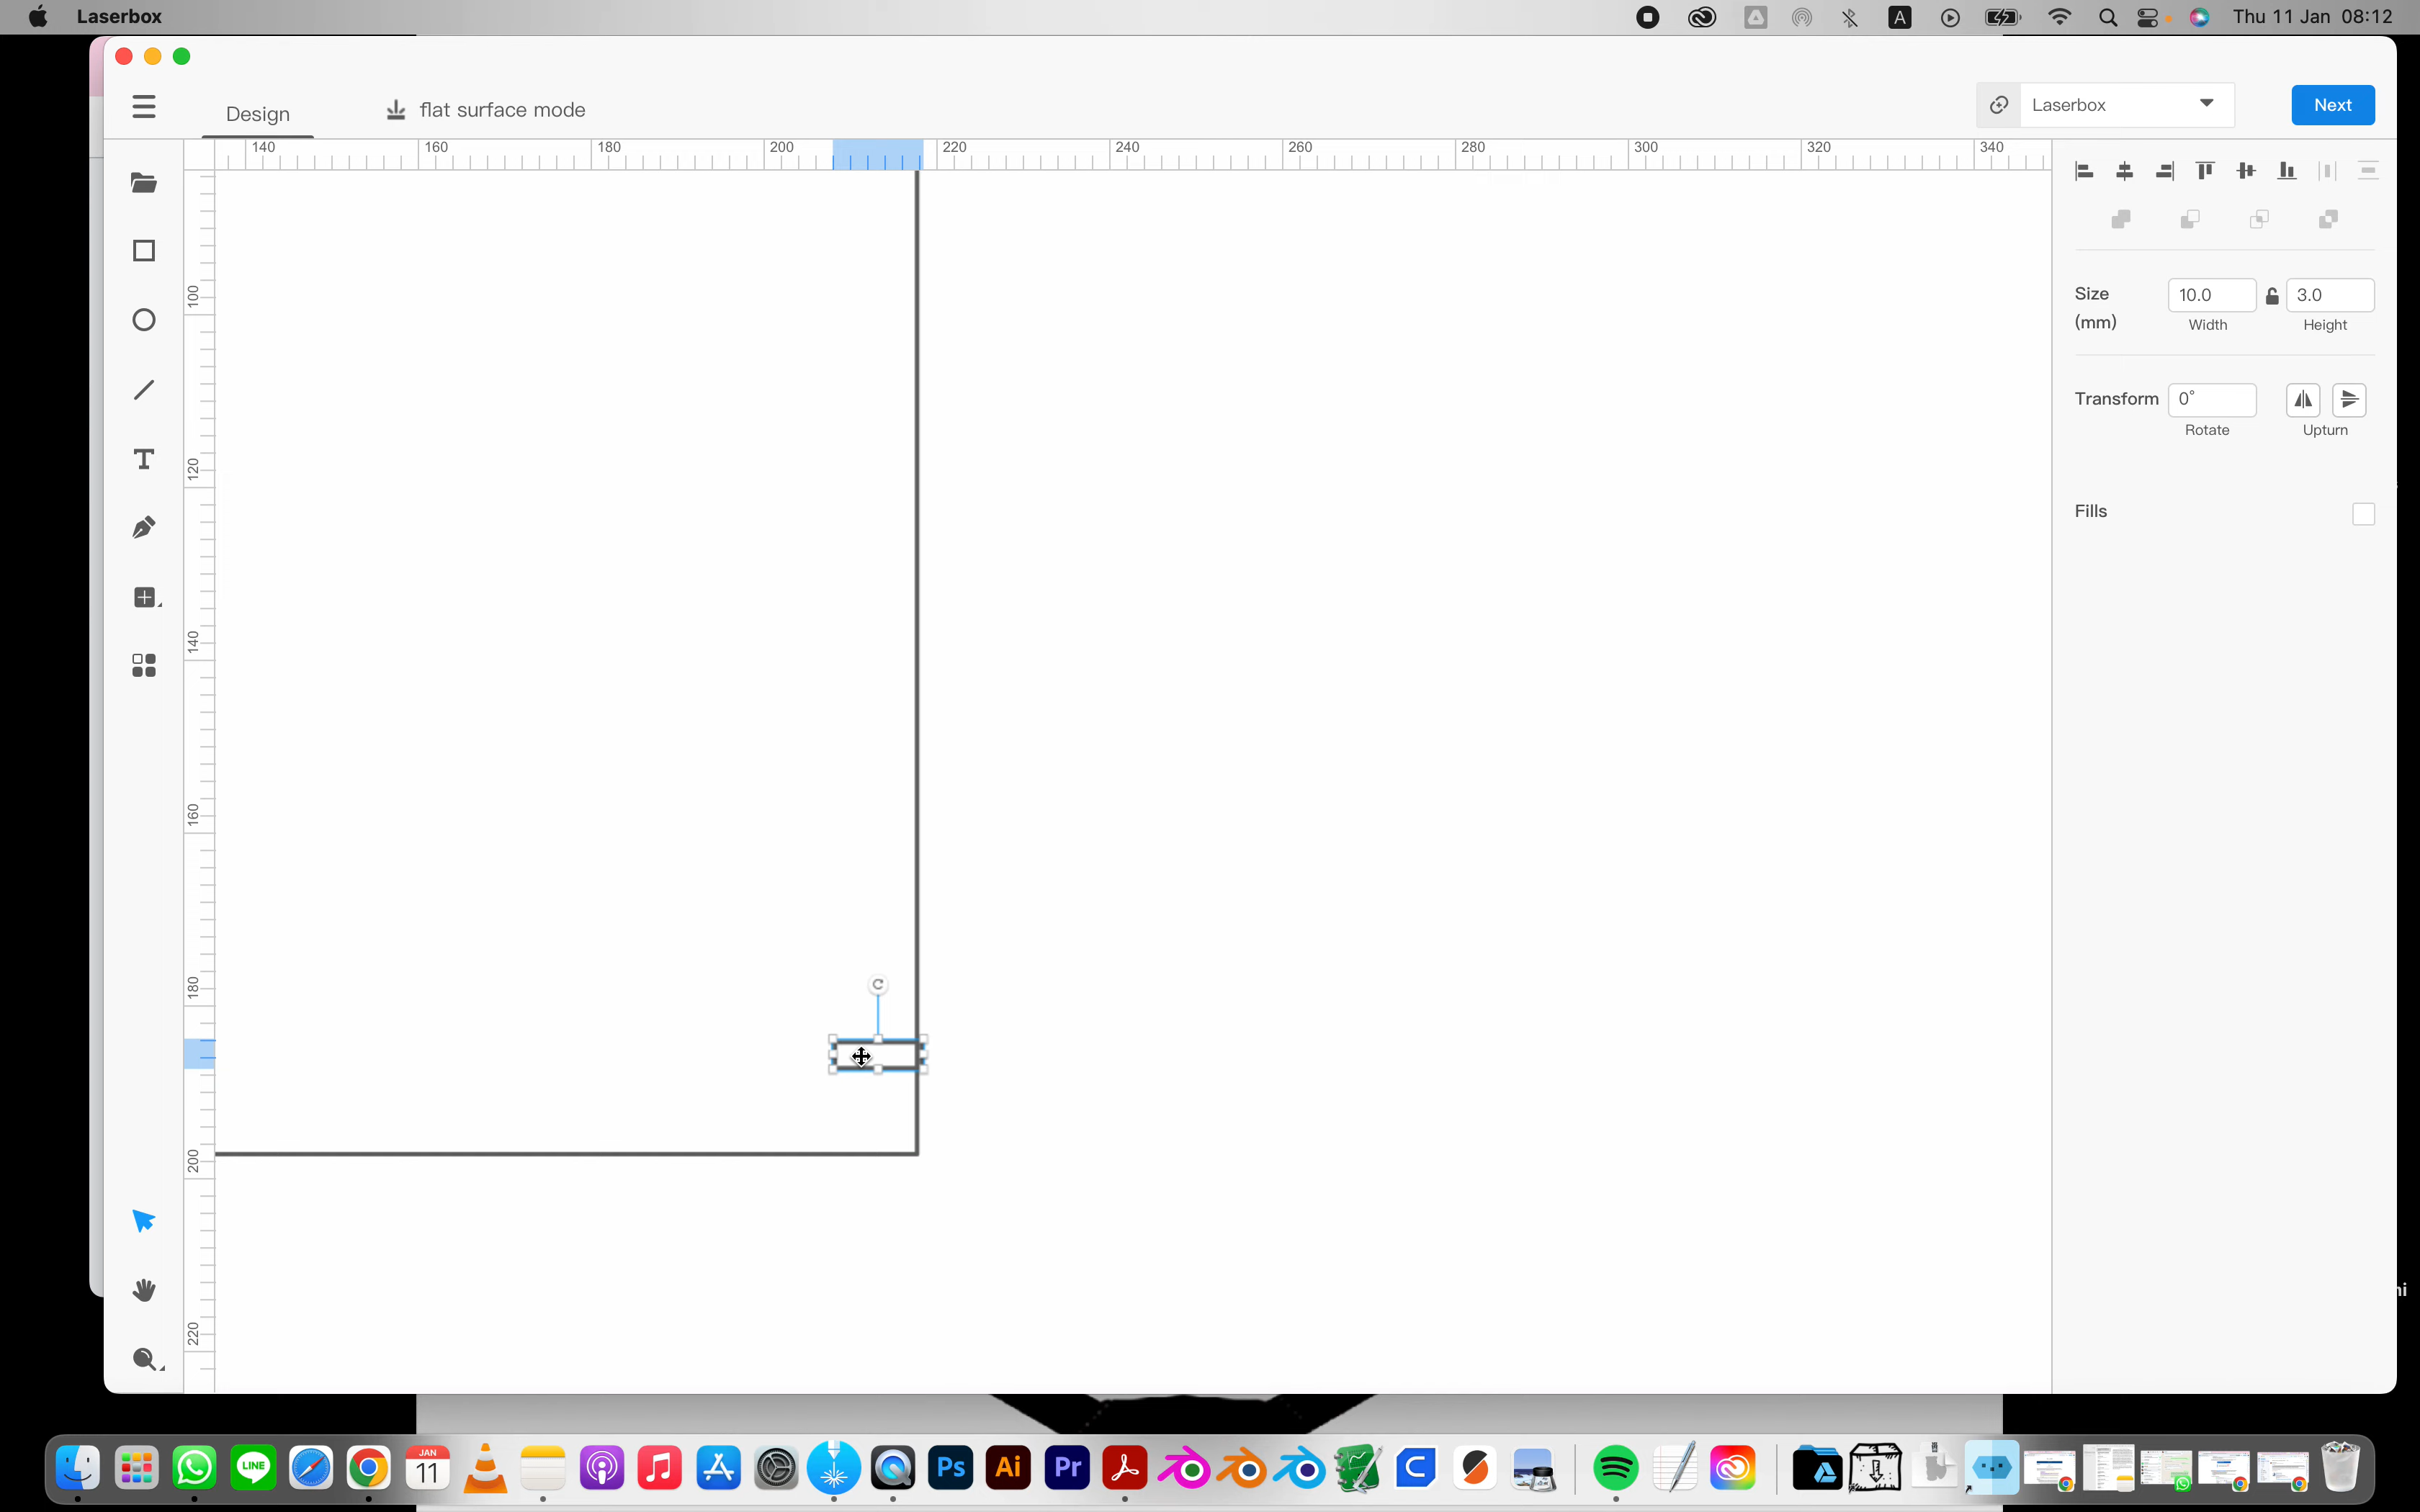 Laserbox
A
Thu 11 Jan 08:12
Design
flat surface mode
Laserbox
Next
140 160 180 200 220 240 260 280 300 320 340
100
120
140
160
180
200
220
Size
(mm)
10.0
3.0
Width
Height
Transform
0°
Rotate
Upturn
Fills
T
LINE
JAN
11
Ps
Ai
Pr
C